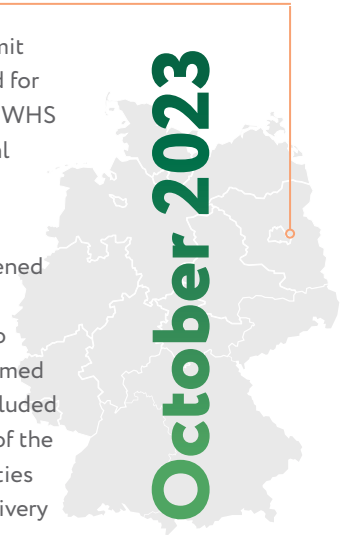 mit
d for
WHS
al
ened
o
med
luded
of the
ties
ivery
October 2023